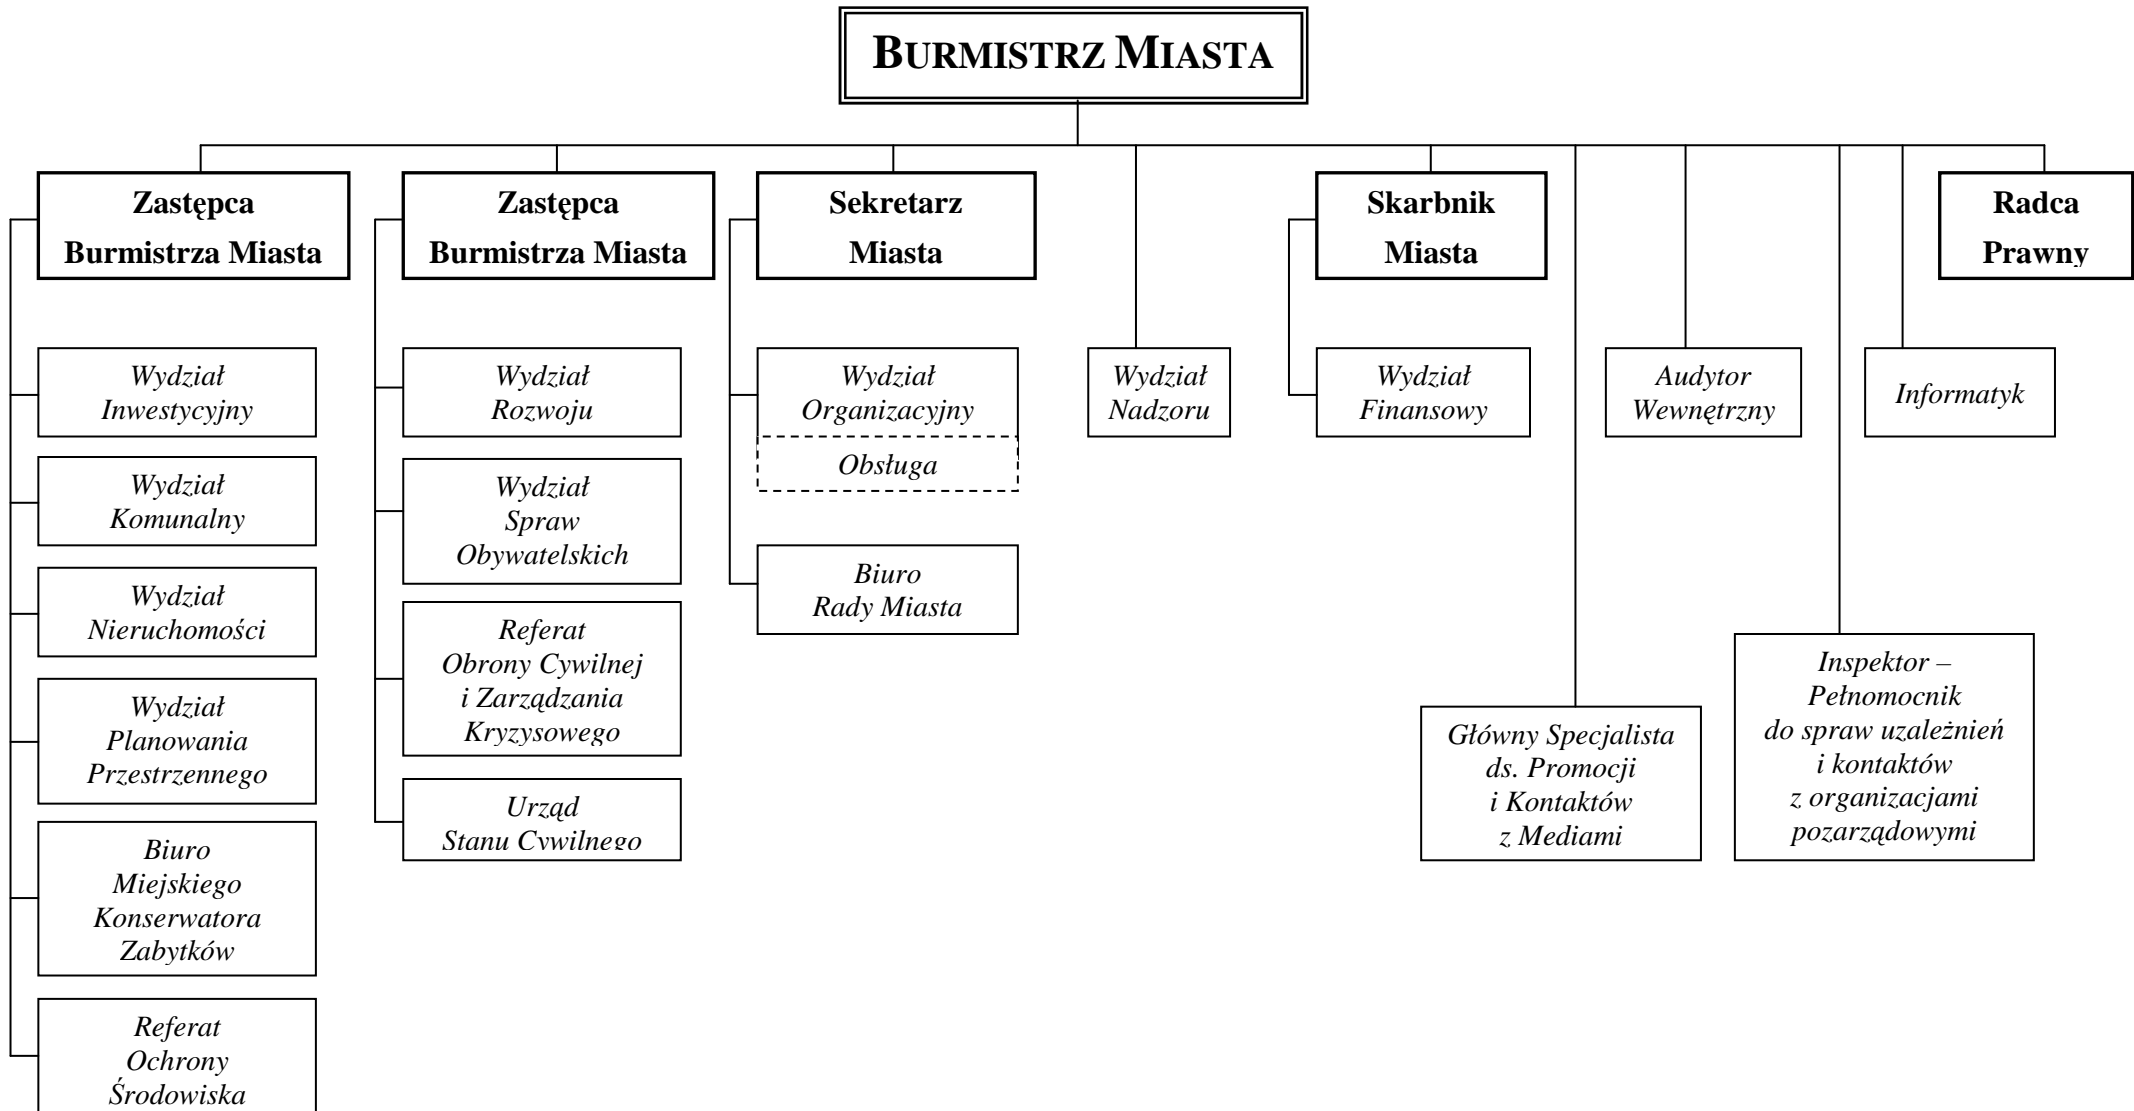 BURMISTRZ MIASTA
Zastępca
Burmistrza Miasta
Zastępca
Burmistrza Miasta
Sekretarz
Miasta
Skarbnik
Miasta
Radca
Prawny
Wydział
Inwestycyjny
Wydział
Komunalny
Wydział
Nieruchomości
Wydział
Planowania
Przestrzennego
Biuro
Miejskiego
Konserwatora
Zabytków
Referat
Ochrony
Środowiska
Wydział
Rozwoju
Wydział
Spraw
Obywatelskich
Referat
Obrony Cywilnej
i Zarządzania
Kryzysowego
Urząd
Stanu Cywilnego
Wydział
Organizacyjny
Obsługa
Biuro
Rady Miasta
Wydział
Nadzoru
Wydział
Finansowy
Główny Specjalista
ds. Promocji
i Kontaktów
z Mediami
Audytor
Wewnętrzny
Inspektor –
Pełnomocnik
do spraw uzależnień
i kontaktów
z organizacjami
pozarządowymi
Informatyk